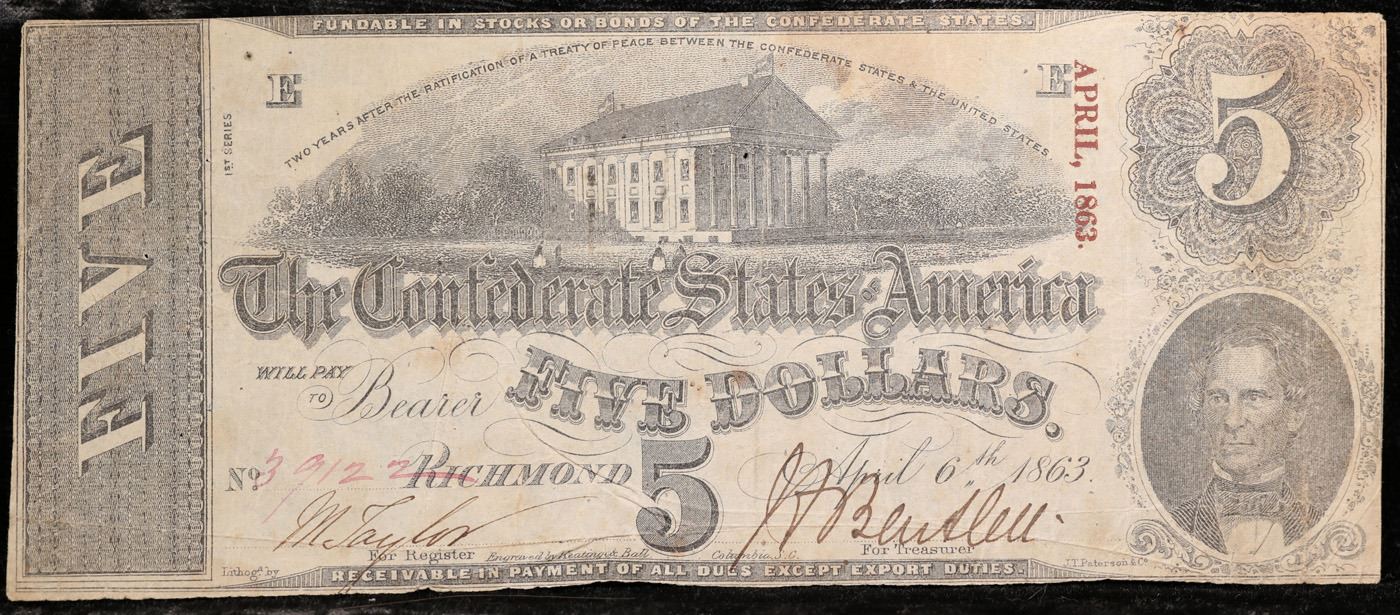 FUNDABLE IN STOCKS OR BONDS OF THE CONFEDERATE STATES.
TWO YEARS AFTER THE RATIFICATION OF A TREATY OF PEACE BETWEEN THE CONFEDERATE STATES & THE UNITED STATES
E
E
5
APRIL, 1863.
1ST SERIES
FIVE
The Confederate States of America
WILL PAY
TO Bearer
FIVE DOLLARS.
No. 39122 RICHMOND
5
April 6th 1863.
M Taylor
For Register
Engraved by Keatinge & Ball
Columbia, S.C.
For Treasurer
Lithogd. by
RECEIVABLE IN PAYMENT OF ALL DUES EXCEPT EXPORT DUTIES.
J.T. Paterson & Co